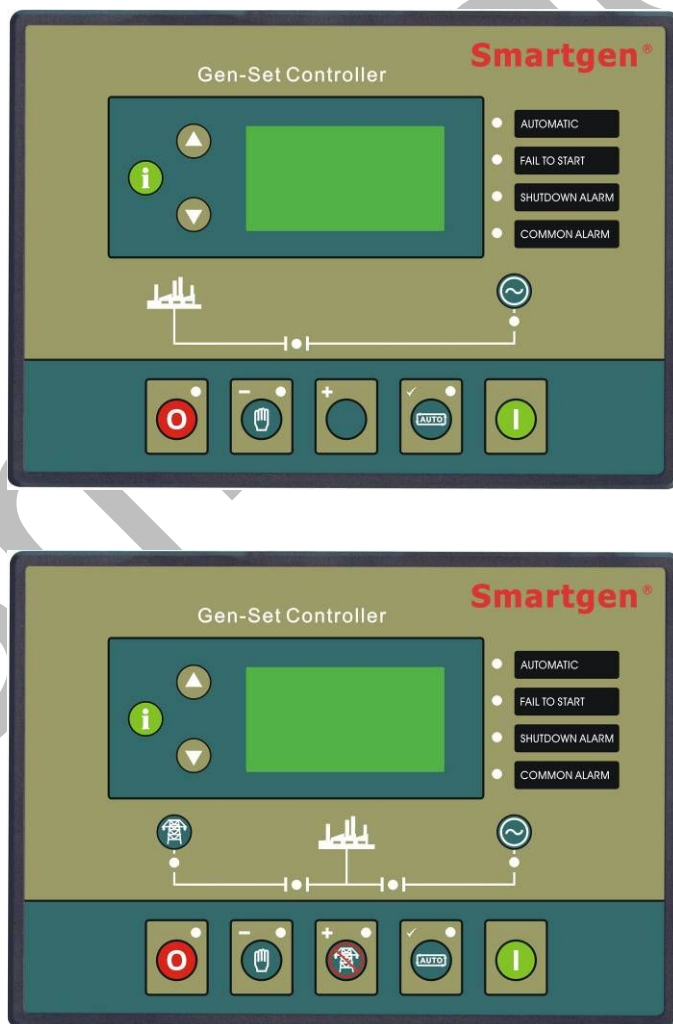 Smartgen®
Gen-Set Controller
AUTOMATIC
FAIL TO START
SHUTDOWN ALARM
COMMON ALARM
i
O
−
+
✓
AUTO
I
Smartgen®
Gen-Set Controller
AUTOMATIC
FAIL TO START
SHUTDOWN ALARM
COMMON ALARM
i
O
−
+
✓
AUTO
I